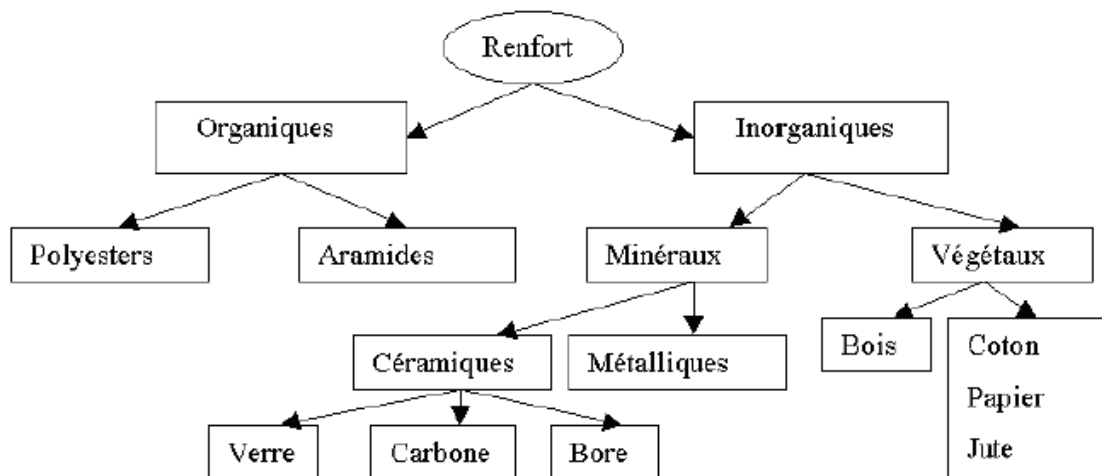 Renfort
Organiques
Inorganiques
Polyesters
Aramides
Minéraux
Végétaux
Céramiques
Métalliques
Bois
Coton
Papier
Jute
Verre
Carbone
Bore